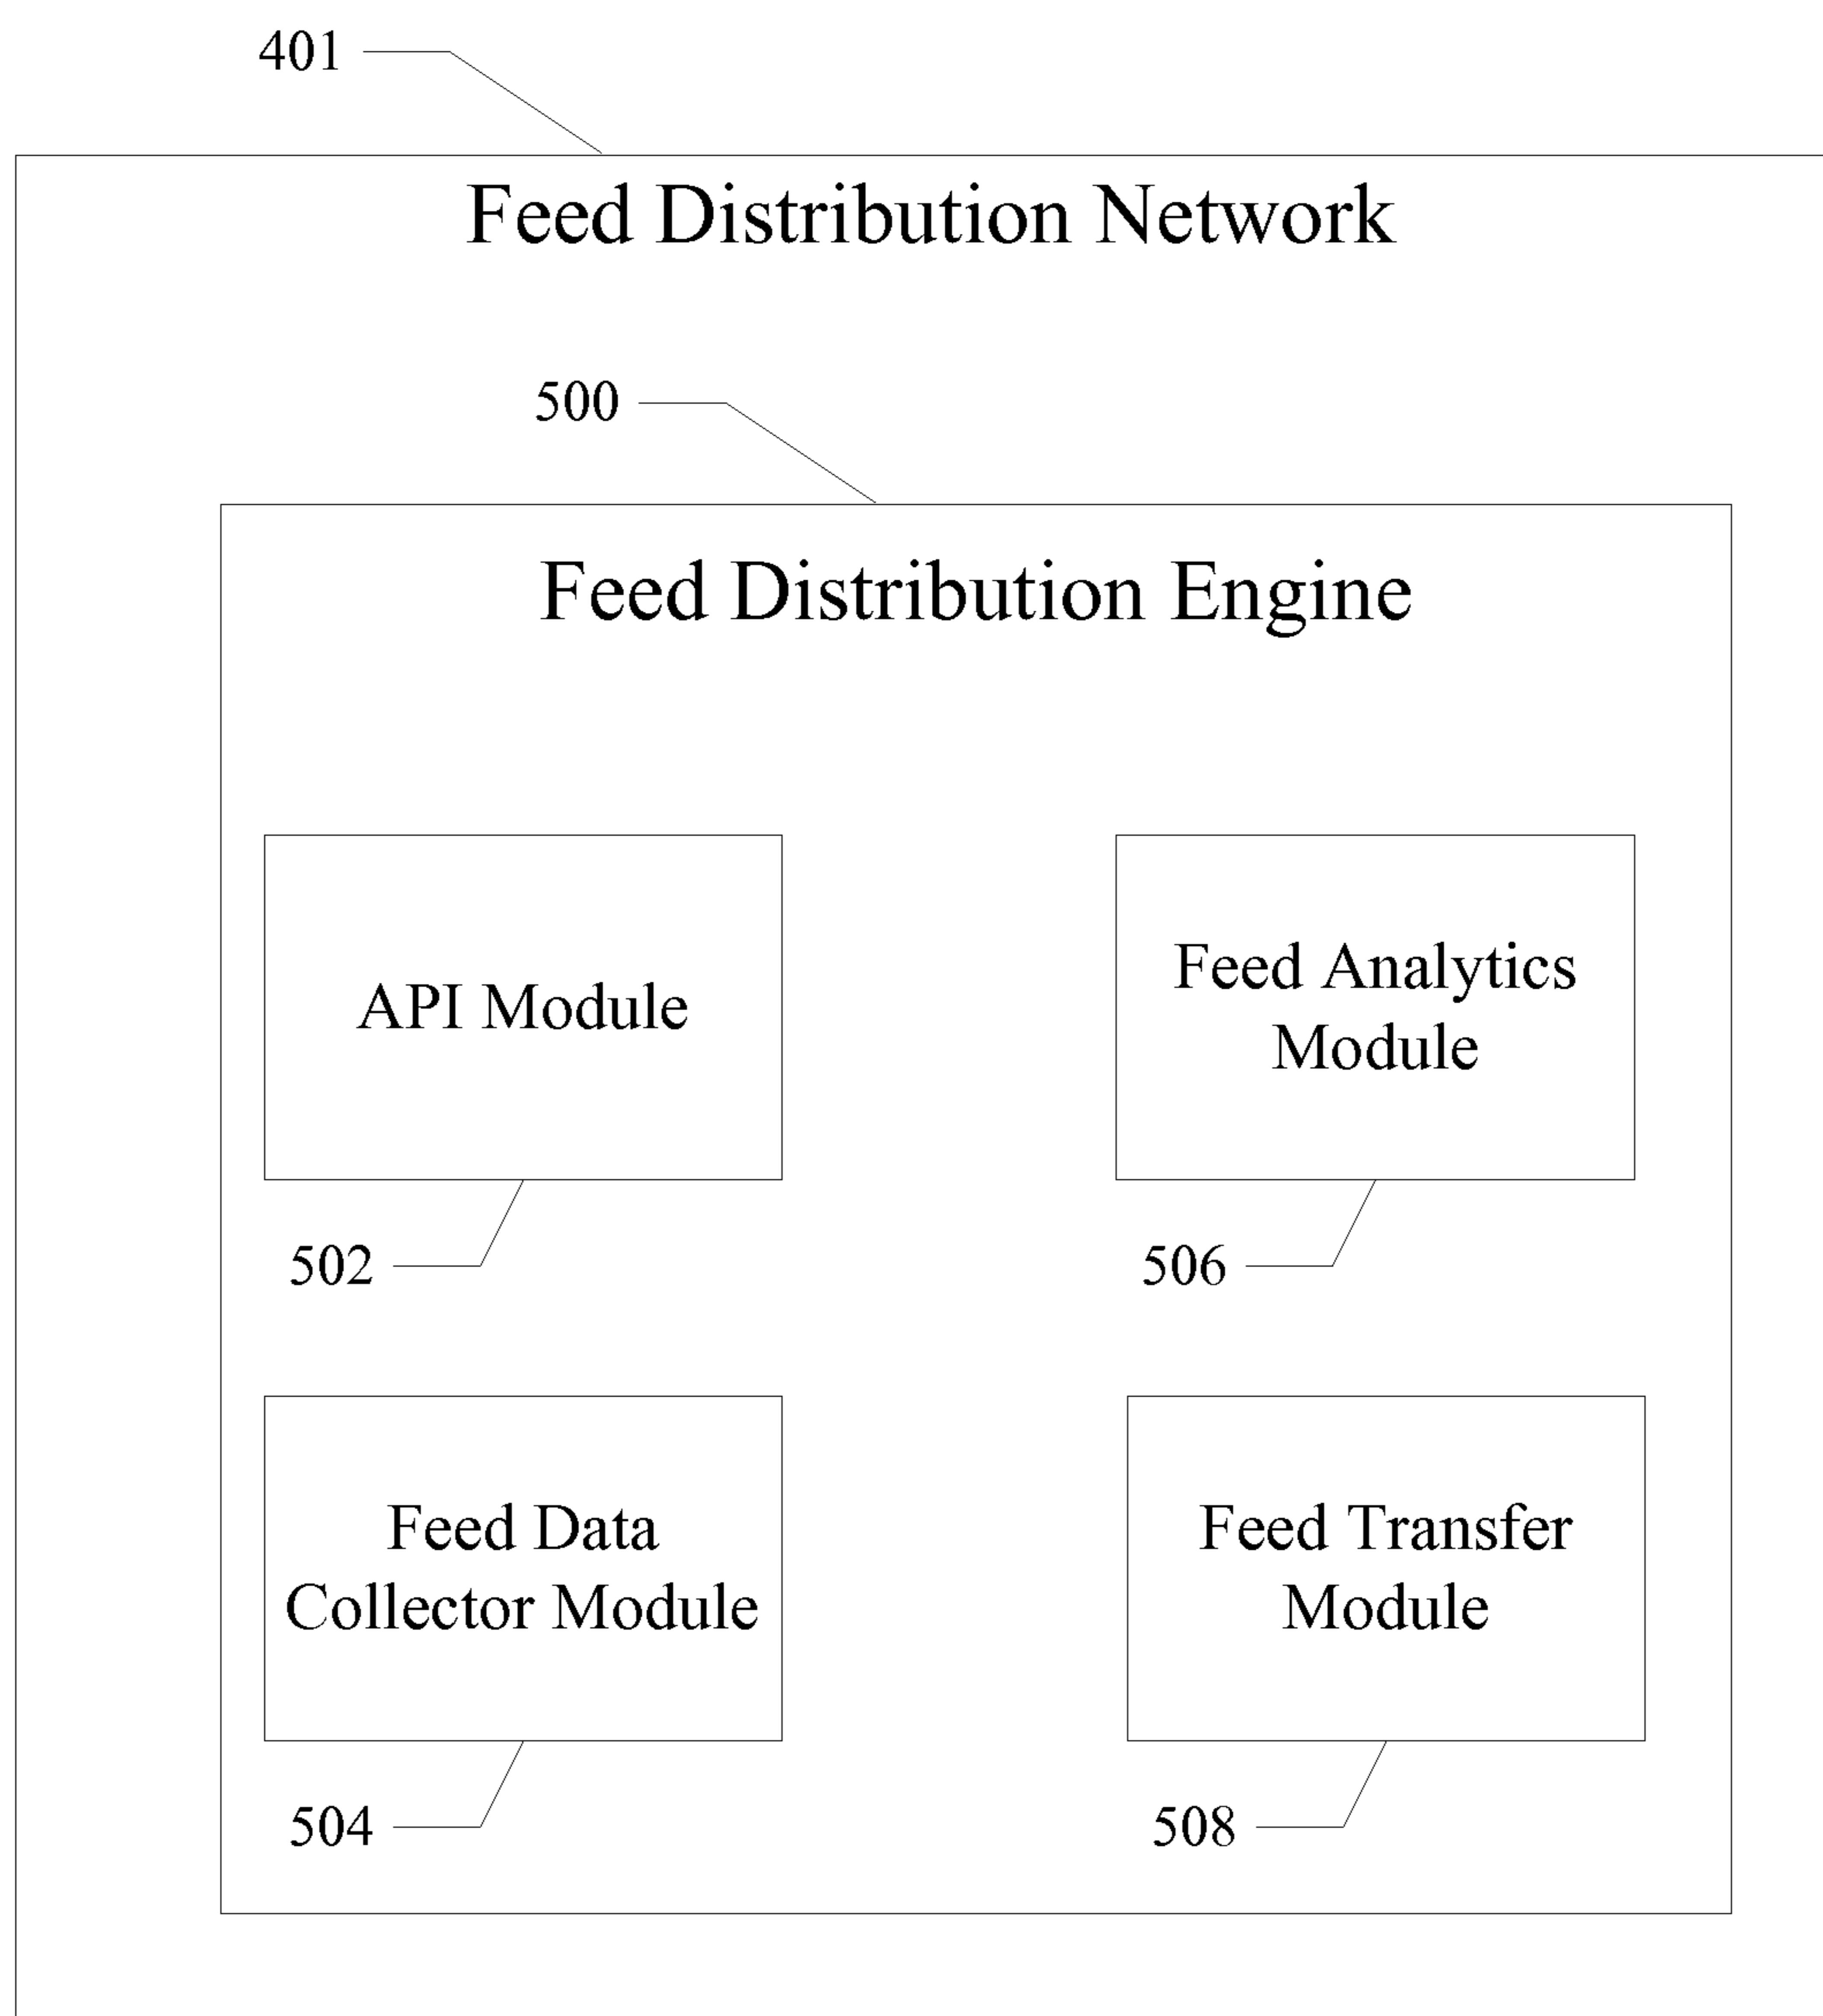 401
Feed Distribution Network
500
Feed Distribution Engine
API Module
502
Feed Analytics
Module
506
Feed Data
Collector Module
504
Feed Transfer
Module
508